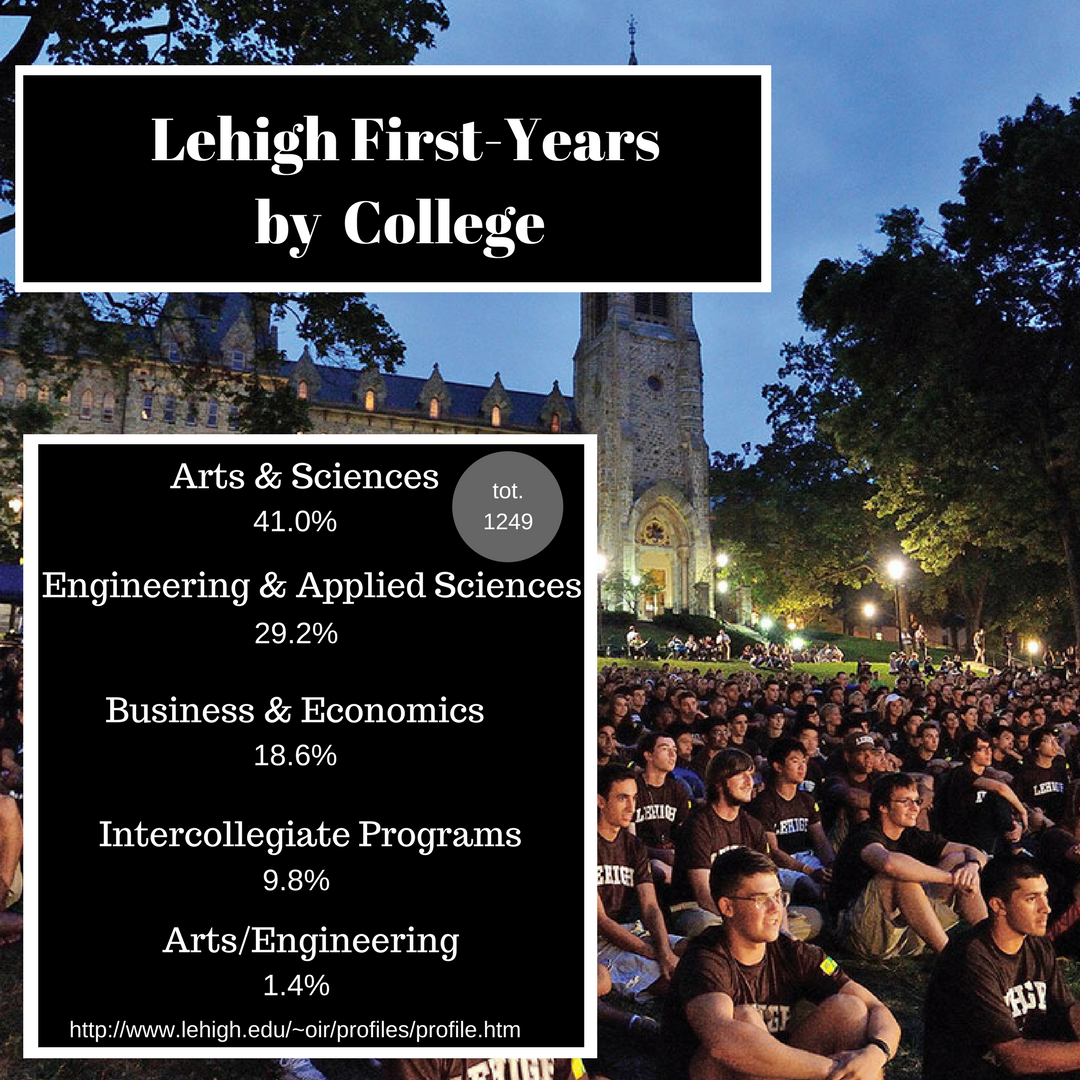 Lehigh First-Years
by College
Arts & Sciences
41.0%
tot.
1249
Engineering & Applied Sciences
29.2%
Business & Economics
18.6%
Intercollegiate Programs
9.8%
Arts/Engineering
1.4%
http://www.lehigh.edu/~oir/profiles/profile.htm
LEHIGH
LEHIGH